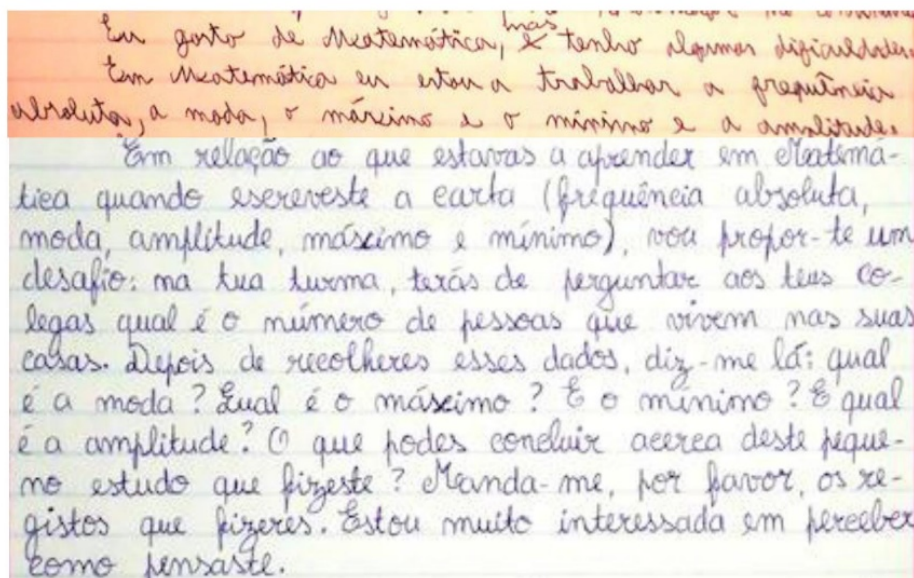 Eu gosto de Matemática, mas tenho algumas dificuldades.
Em Matemática eu estou a trabalhar a frequência
absoluta, a moda, o máximo e o mínimo e a amplitude.
Em relação ao que estavas a aprender em Matemá-
tica quando escreveste a carta (frequência absoluta,
moda, amplitude, máximo e mínimo), vou propor-te um
desafio: na tua turma, terás de perguntar aos teus co-
legas qual é o número de pessoas que vivem nas suas
casas. Depois de recolheres esses dados, diz-me lá: qual
é a moda? Qual é o máximo? E o mínimo? E qual
é a amplitude? O que podes concluir acerca deste peque-
no estudo que fizeste? Manda-me, por favor, os re-
gistos que fizeres. Estou muito interessada em perceber
como pensaste.